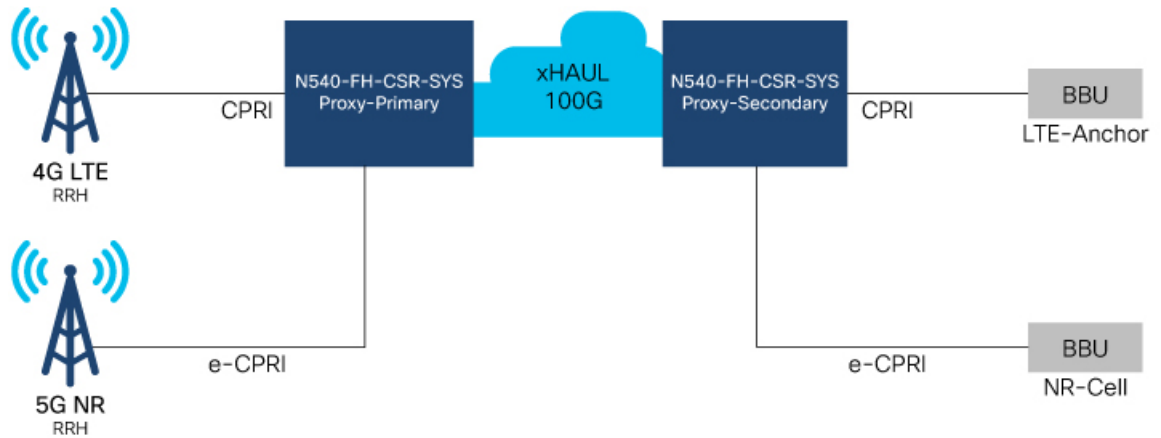 N540-FH-CSR-SYS
Proxy-Primary
xHAUL
100G
N540-FH-CSR-SYS
Proxy-Secondary
CPRI
CPRI
BBU
LTE-Anchor
4G LTE
RRH
e-CPRI
e-CPRI
BBU
NR-Cell
5G NR
RRH